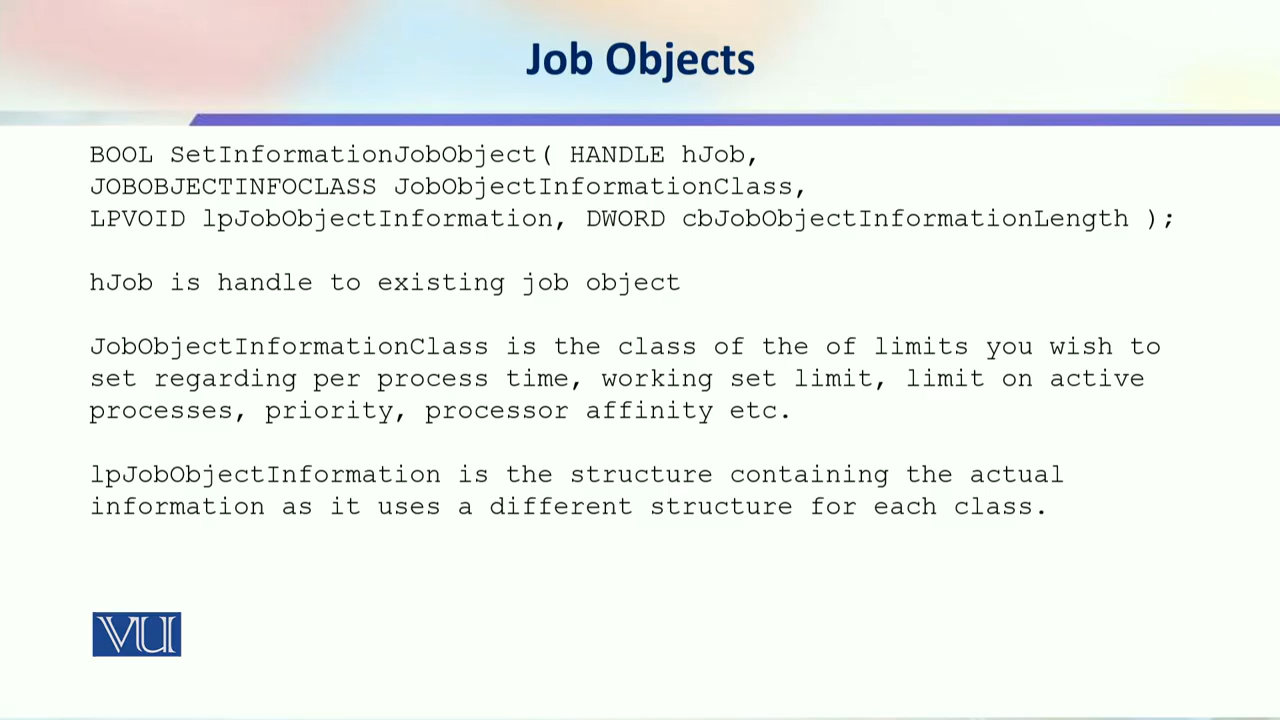 Job Objects
BOOL SetInformationJobObject( HANDLE hJob,
JOBOBJECTINFOCLASS JobObjectInformationClass,
LPVOID lpJobObjectInformation, DWORD cbJobObjectInformationLength );
hJob is handle to existing job object
JobObjectInformationClass is the class of the of limits you wish to
set regarding per process time, working set limit, limit on active
processes, priority, processor affinity etc.
lpJobObjectInformation is the structure containing the actual
information as it uses a different structure for each class.
VU